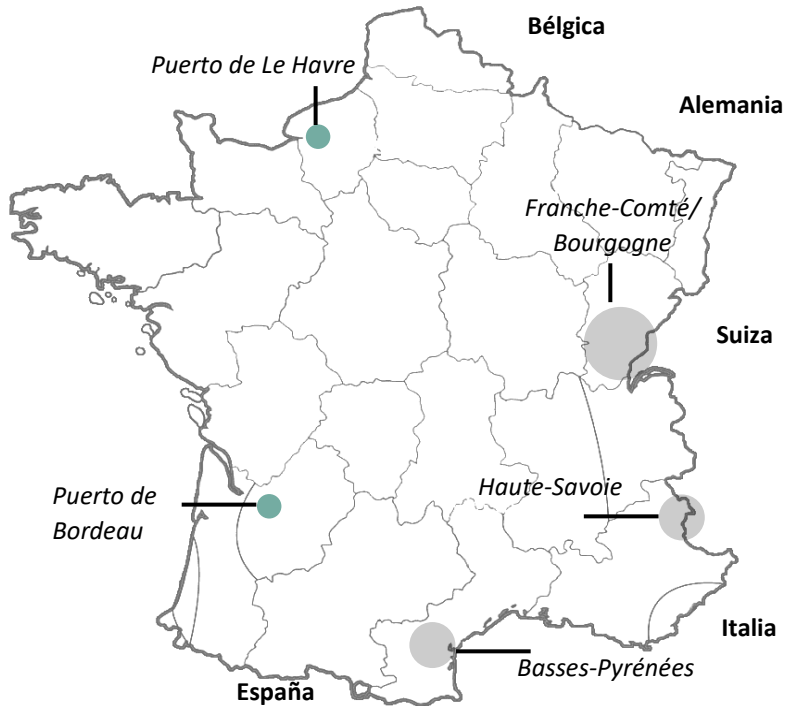 Bélgica
Puerto de Le Havre
Alemania
Franche-Comté/
Bourgogne
Suiza
Haute-Savoie
Puerto de
Bordeau
Italia
Basses-Pyrénées
España